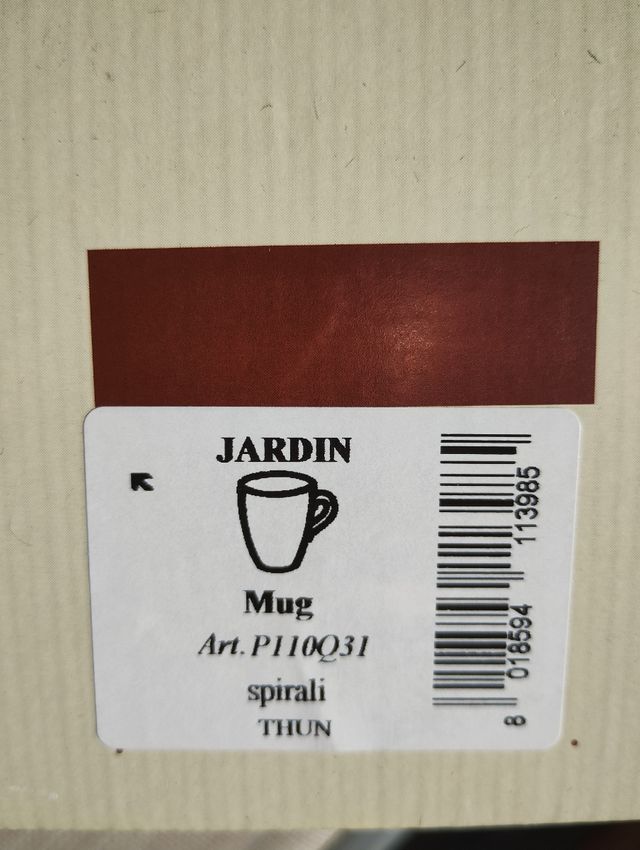 JARDIN
Mug
Art. P110Q31
spirali
THUN
8 018594 113985